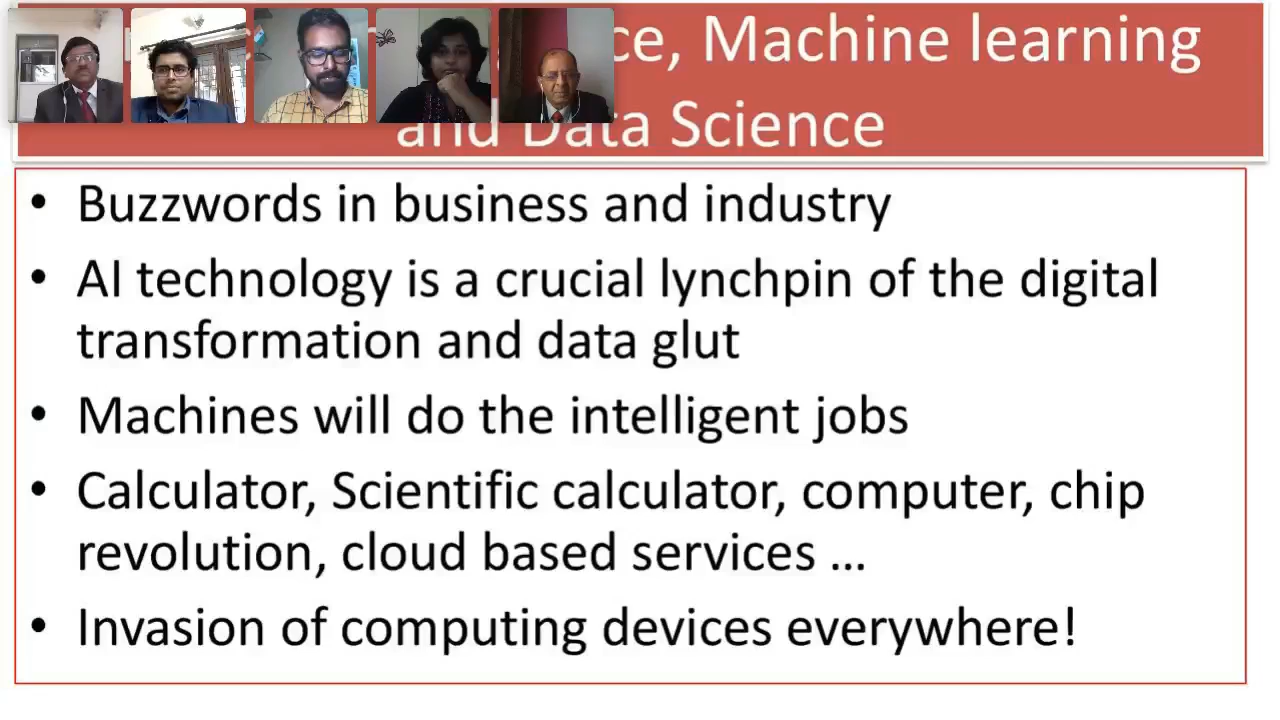 ce, Machine learning
and Data Science
• Buzzwords in business and industry
• AI technology is a crucial lynchpin of the digital
transformation and data glut
• Machines will do the intelligent jobs
• Calculator, Scientific calculator, computer, chip
revolution, cloud based services ...
• Invasion of computing devices everywhere!